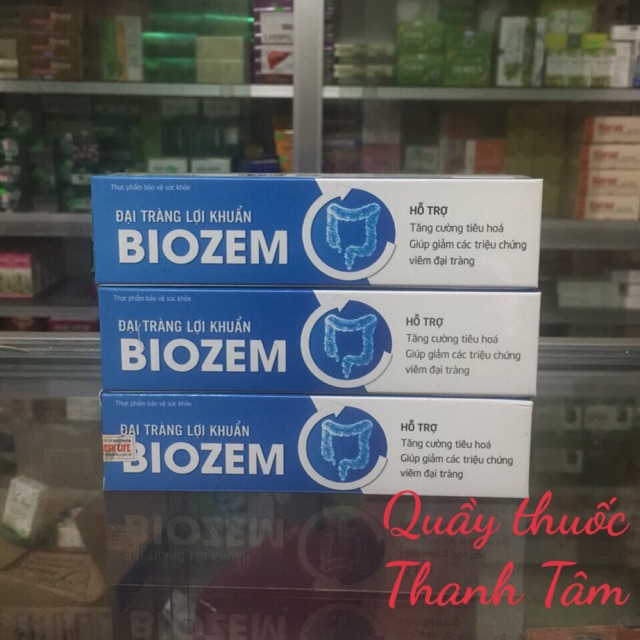 Thực phẩm bảo vệ sức khỏe
ĐẠI TRÀNG LỢI KHUẨN
BIOZEM
HỖ TRỢ
Tăng cường tiêu hoá
Giúp giảm các triệu chứng
viêm đại tràng
Thực phẩm bảo vệ sức khỏe
ĐẠI TRÀNG LỢI KHUẨN
BIOZEM
HỖ TRỢ
Tăng cường tiêu hoá
Giúp giảm các triệu chứng
viêm đại tràng
Thực phẩm bảo vệ sức khỏe
ĐẠI TRÀNG LỢI KHUẨN
BIOZEM
HỖ TRỢ
Tăng cường tiêu hoá
Giúp giảm các triệu chứng
viêm đại tràng
Quầy thuốc
Thanh Tâm